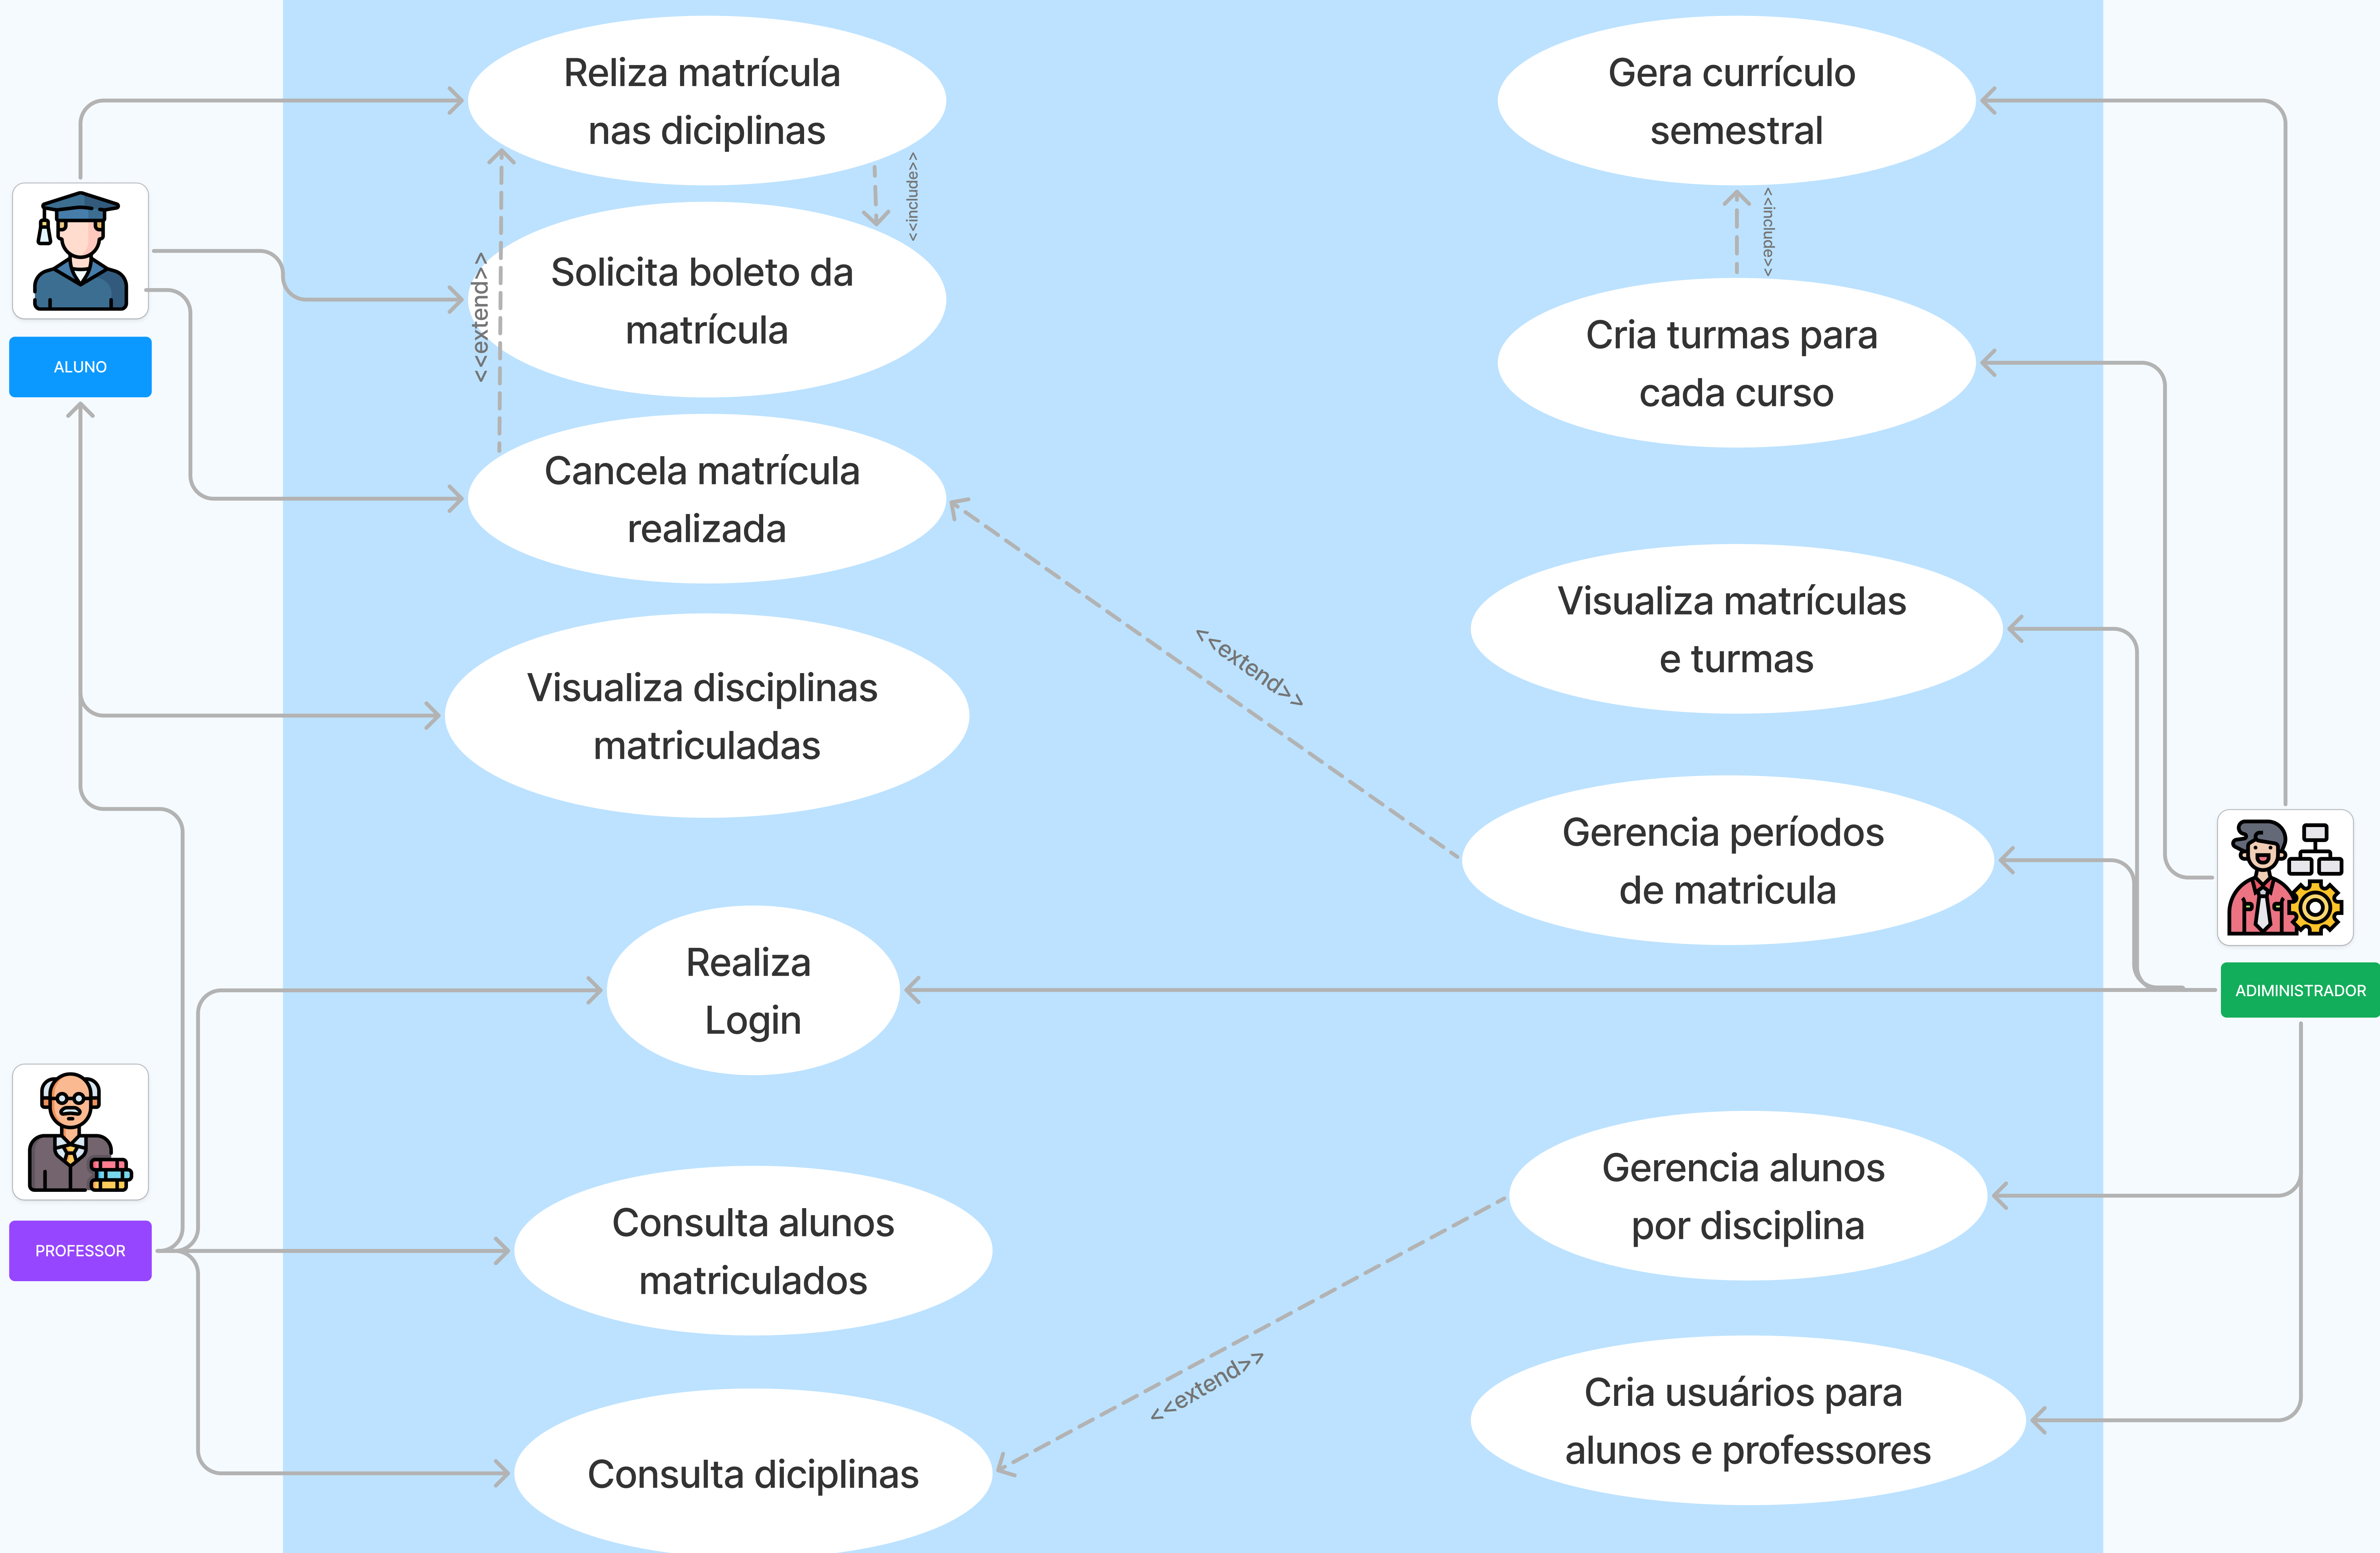 Reliza matrícula
nas diciplinas
<<include>>
<<extend>>
Solicita boleto da
matrícula
ALUNO
Cancela matrícula
realizada
Visualiza disciplinas
matriculadas
Realiza
Login
PROFESSOR
Consulta alunos
matriculados
Consulta diciplinas
Gera currículo
semestral
<<include>>
Cria turmas para
cada curso
Visualiza matrículas
e turmas
<<extend>>
Gerencia períodos
de matricula
ADIMINISTRADOR
Gerencia alunos
por disciplina
<<extend>>
Cria usuários para
alunos e professores